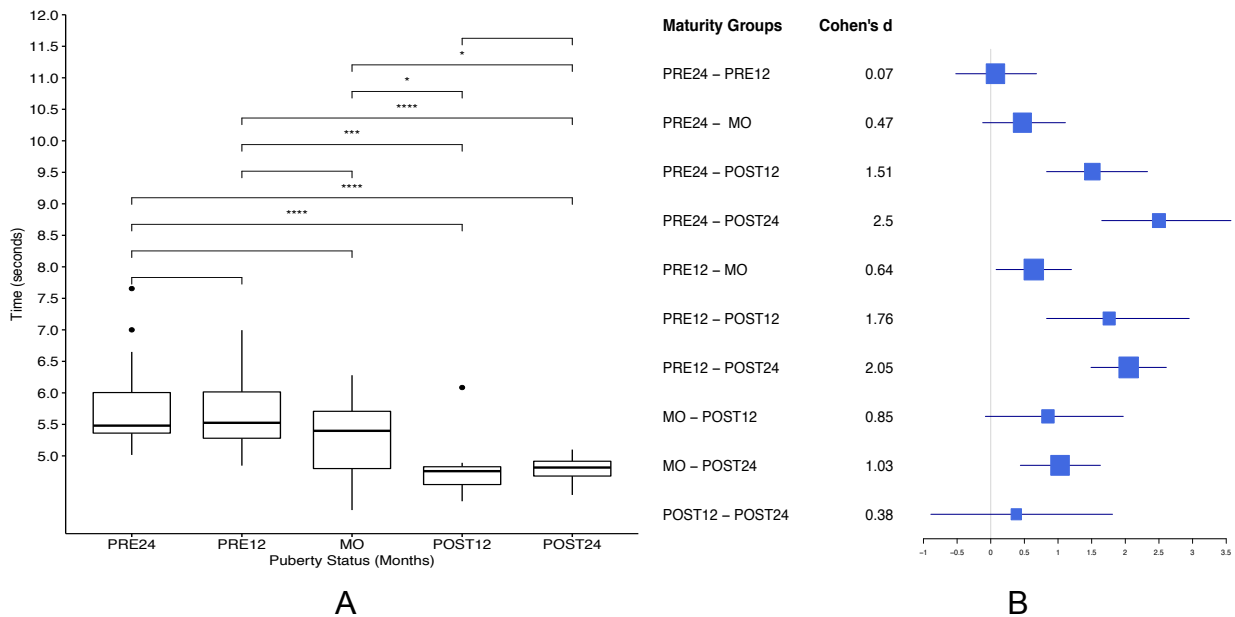 12.0
11.5
*
11.0
*
10.5
****
10.0
***
9.5
****
9.0
****
8.5
8.0
7.5
7.0
6.5
6.0
5.5
5.0
Time (seconds)
PRE24 PRE12 MO POST12 POST24
Puberty Status (Months)
A
Maturity Groups Cohen's d
PRE24 – PRE12 0.07
PRE24 – MO 0.47
PRE24 – POST12 1.51
PRE24 – POST24 2.5
PRE12 – MO 0.64
PRE12 – POST12 1.76
PRE12 – POST24 2.05
MO – POST12 0.85
MO – POST24 1.03
POST12 – POST24 0.38
-1 -0.5 0 0.5 1 1.5 2 2.5 3 3.5
B